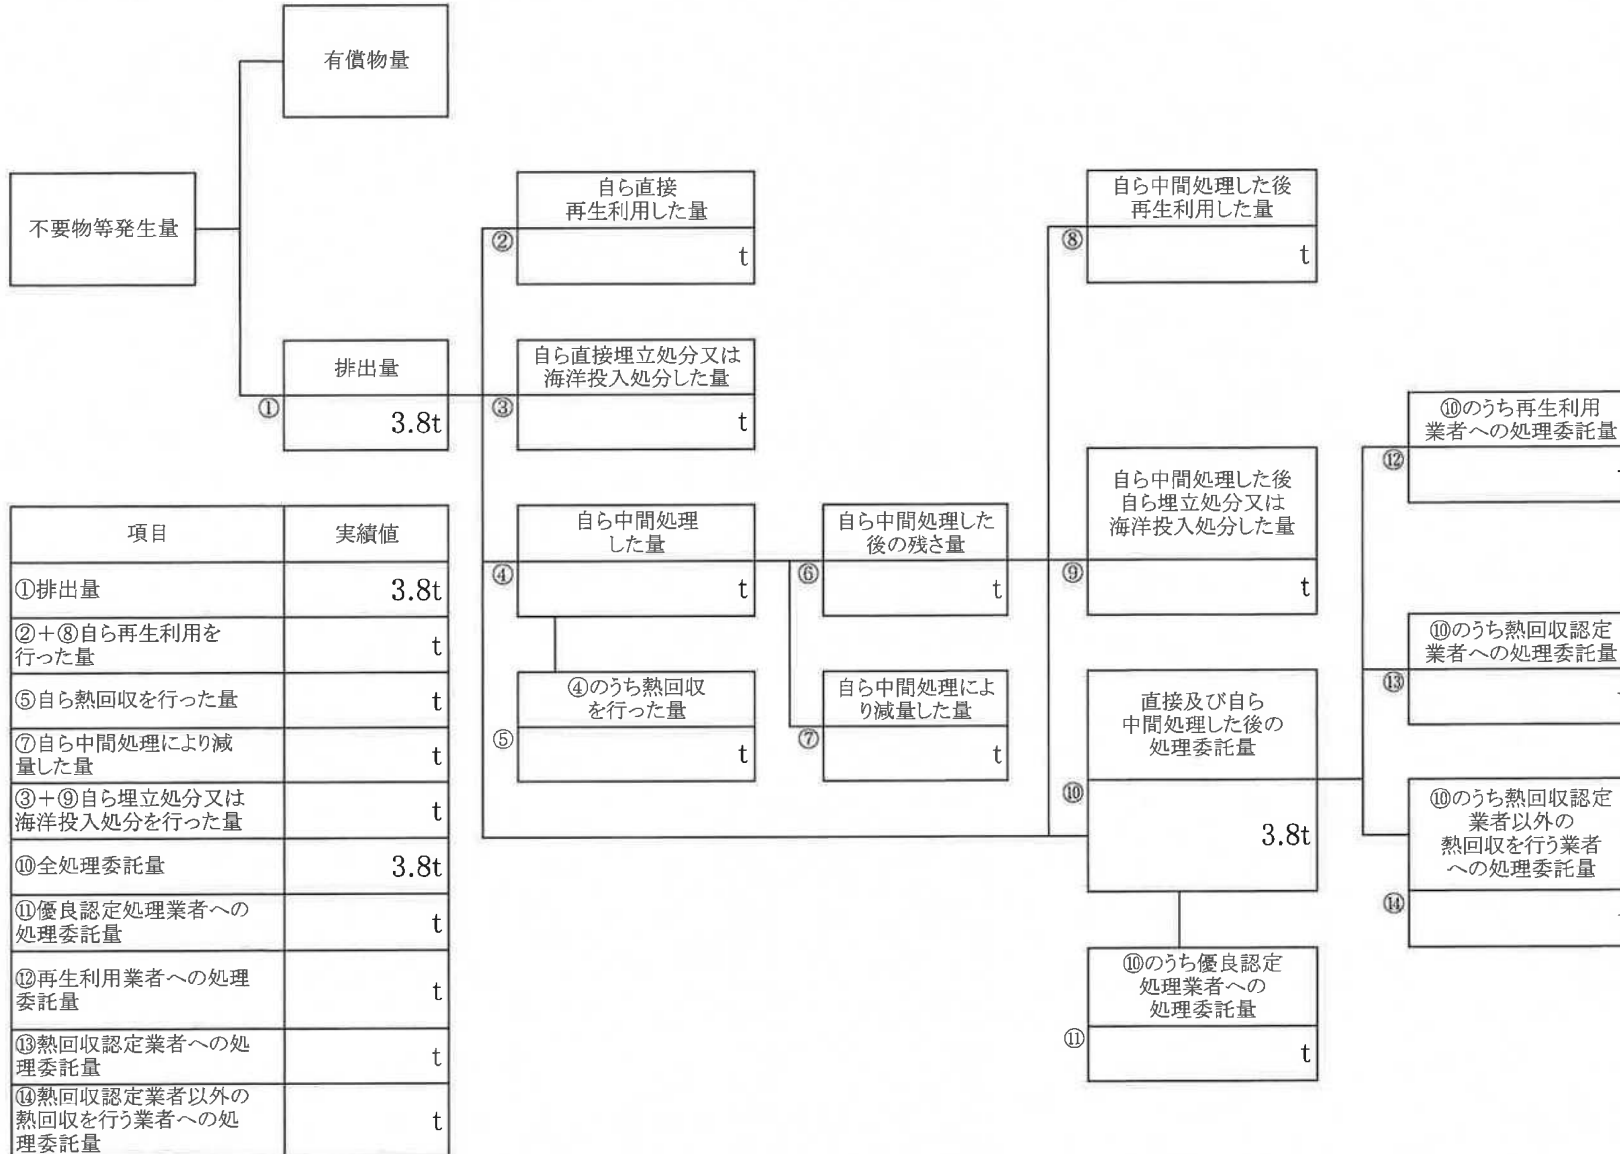 有償物量
不要物等発生量
自ら直接
再生利用した量
②
t
自ら中間処理した後
再生利用した量
⑧
t
排出量
①
3.8t
自ら直接埋立処分又は
海洋投入処分した量
③
t
⑩のうち再生利用
業者への処理委託量
⑫
自ら中間処理
した量
④
t
自ら中間処理した
後の残さ量
⑥
t
自ら中間処理した後
自ら埋立処分又は
海洋投入処分した量
⑨
t
⑩のうち熱回収認定
業者への処理委託量
⑬
④のうち熱回収
を行った量
⑤
t
自ら中間処理によ
り減量した量
⑦
t
直接及び自ら
中間処理した後の
処理委託量
⑩
3.8t
⑩のうち熱回収認定
業者以外の
熱回収を行う業者
への処理委託量
⑭
⑩のうち優良認定
処理業者への
処理委託量
⑪
t
項目 実績値
①排出量 3.8t
②+⑧自ら再生利用を
行った量 t
⑤自ら熱回収を行った量 t
⑦自ら中間処理により減
量した量 t
③+⑨自ら埋立処分又は
海洋投入処分を行った量 t
⑩全処理委託量 3.8t
⑪優良認定処理業者への
処理委託量 t
⑫再生利用業者への処理
委託量 t
⑬熱回収認定業者への処
理委託量 t
⑭熱回収認定業者以外の
熱回収を行う業者への処
理委託量 t